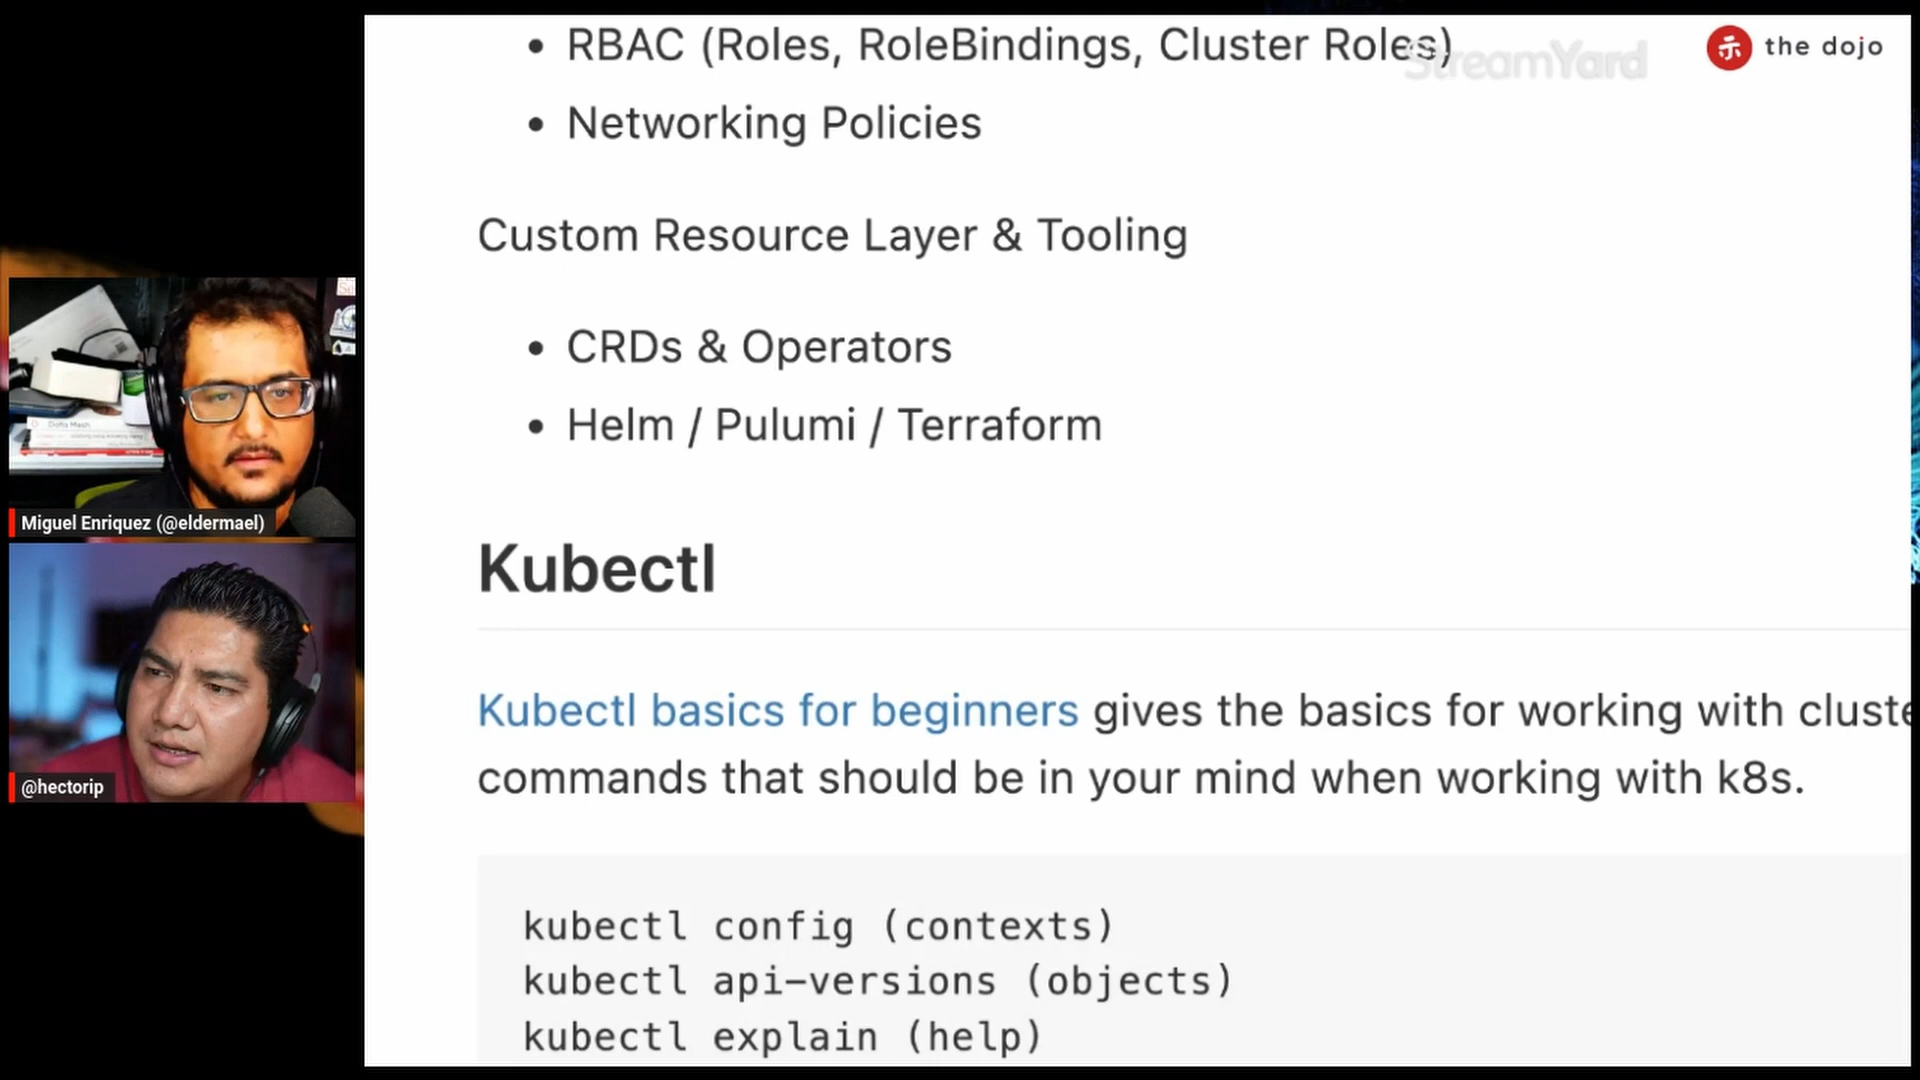 RBAC (Roles, RoleBindings, Cluster Roles)
StreamYard
the dojo
Networking Policies
Custom Resource Layer & Tooling
CRDs & Operators
Helm / Pulumi / Terraform
Miguel Enriquez (@eldermael)
@hectorip
Kubectl
Kubectl basics for beginners gives the basics for working with cluste
commands that should be in your mind when working with k8s.
kubectl config (contexts)
kubectl api-versions (objects)
kubectl explain (help)